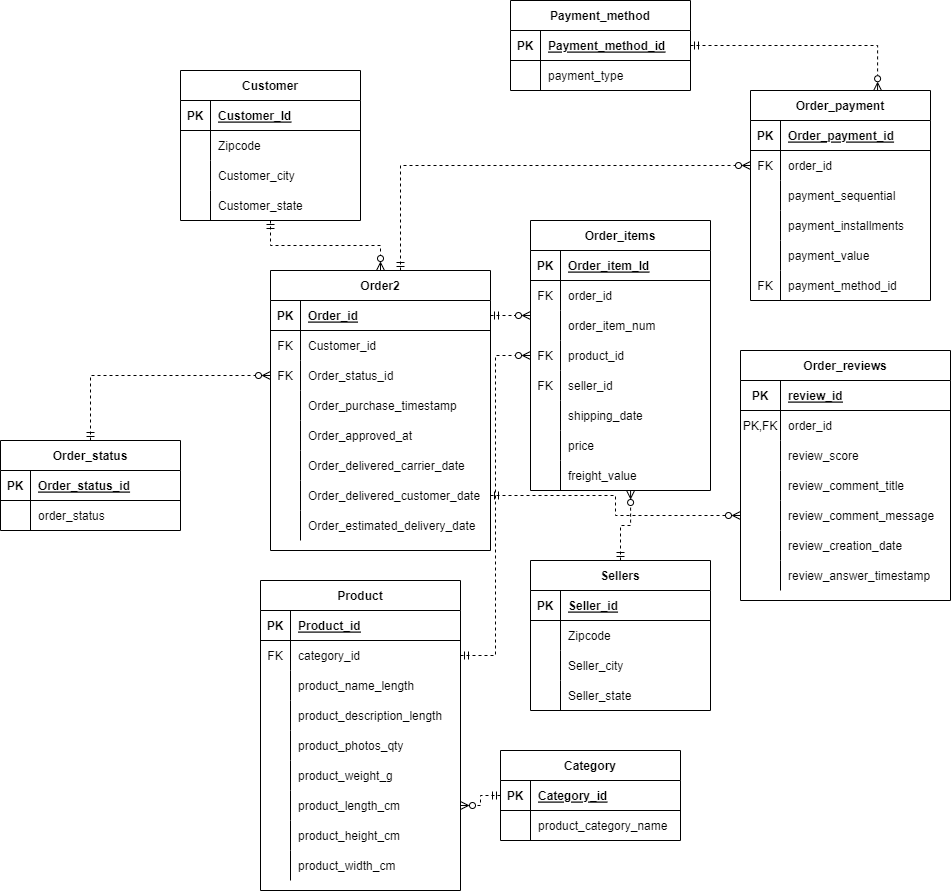 Payment_method
PK Payment_method_id
payment_type
Customer
PK Customer_Id
Zipcode
Customer_city
Customer_state
Order_payment
PK Order_payment_id
FK order_id
payment_sequential
payment_installments
payment_value
FK payment_method_id
Order_items
PK Order_item_Id
FK order_id
order_item_num
FK product_id
FK seller_id
shipping_date
price
freight_value
Order2
PK Order_id
FK Customer_id
FK Order_status_id
Order_purchase_timestamp
Order_approved_at
Order_delivered_carrier_date
Order_delivered_customer_date
Order_estimated_delivery_date
Order_reviews
PK review_id
PK,FK order_id
review_score
review_comment_title
review_comment_message
review_creation_date
review_answer_timestamp
Order_status
PK Order_status_id
order_status
Product
PK Product_id
FK category_id
product_name_length
product_description_length
product_photos_qty
product_weight_g
product_length_cm
product_height_cm
product_width_cm
Sellers
PK Seller_id
Zipcode
Seller_city
Seller_state
Category
PK Category_id
product_category_name